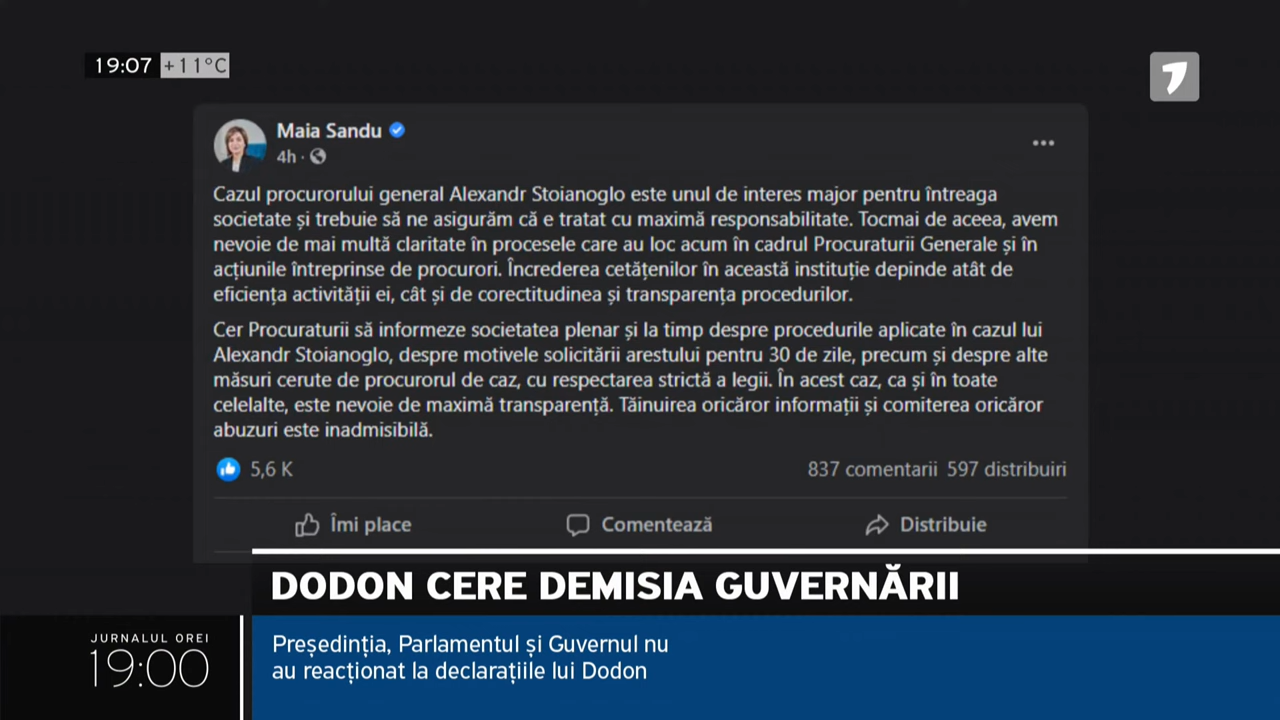 19:07 +11°C
Maia Sandu
4h
Cazul procurorului general Alexandr Stoianoglo este unul de interes major pentru întreaga
societate și trebuie să ne asigurăm că e tratat cu maximă responsabilitate. Tocmai de aceea, avem
nevoie de mai multă claritate în procesele care au loc acum în cadrul Procuraturii Generale și în
acțiunile întreprinse de procurori. Încrederea cetățenilor în această instituție depinde atât de
eficiența activității ei, cât și de corectitudinea și transparența procedurilor.
Cer Procuraturii să informeze societatea plenar și la timp despre procedurile aplicate în cazul lui
Alexandr Stoianoglo, despre motivele solicitării arestului pentru 30 de zile, precum și despre alte
măsuri cerute de procurorul de caz, cu respectarea strictă a legii. În acest caz, ca și în toate
celelalte, este nevoie de maximă transparență. Tăinuirea oricăror informații și comiterea oricăror
abuzuri este inadmisibilă.
5,6 K 837 comentarii 597 distribuiri
Îmi place Comentează Distribuie
DODON CERE DEMISIA GUVERNĂRII
JURNALUL OREI
19:00
Președinția, Parlamentul și Guvernul nu
au reacționat la declarațiile lui Dodon